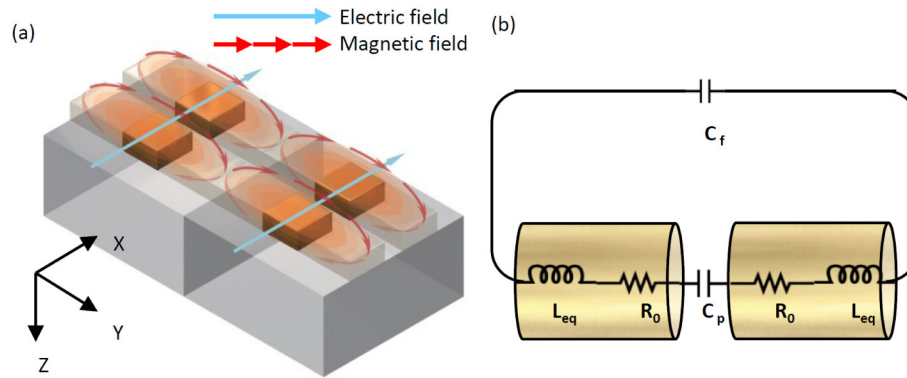 (a)
Electric field
Magnetic field
X
Y
Z
(b)
C f
L eq
R 0
C p
R 0
L eq